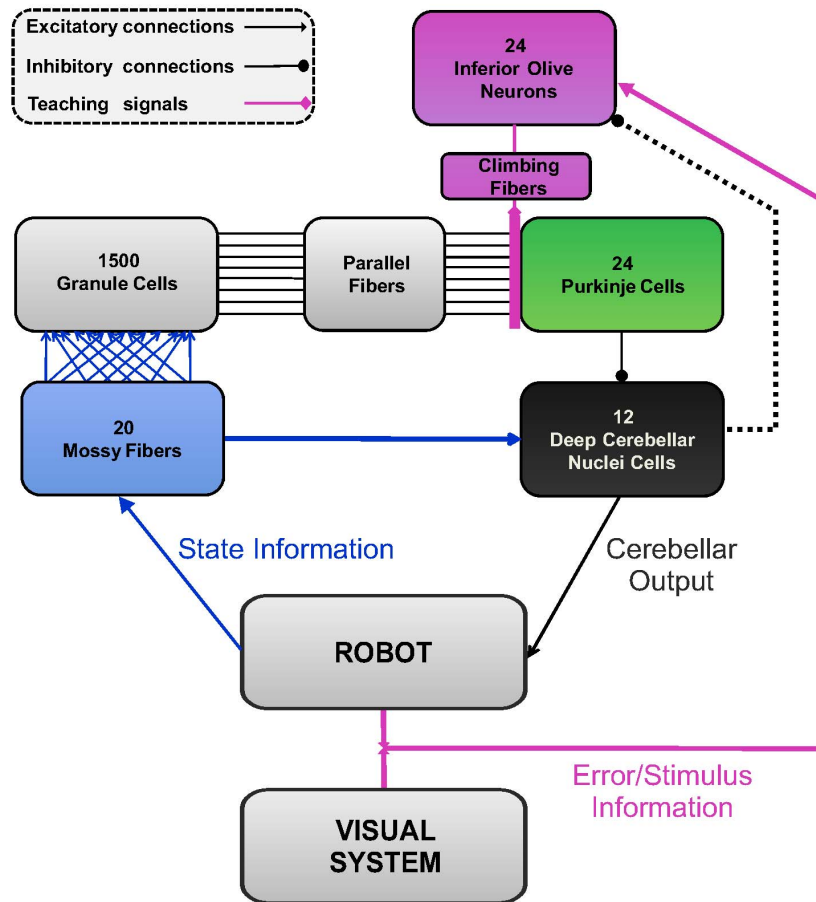 Excitatory connections
Inhibitory connections
Teaching signals
24
Inferior Olive
Neurons
Climbing
Fibers
1500
Granule Cells
Parallel
Fibers
24
Purkinje Cells
20
Mossy Fibers
12
Deep Cerebellar
Nuclei Cells
State Information
Cerebellar
Output
ROBOT
Error/Stimulus
Information
VISUAL
SYSTEM